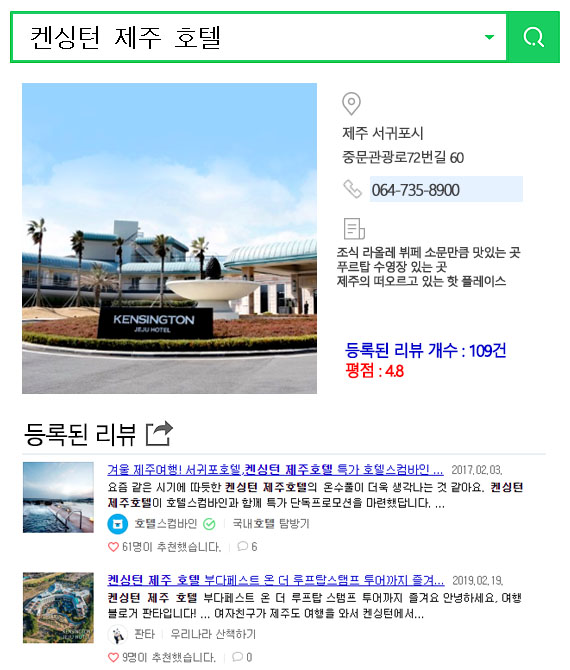 켄싱턴 제주 호텔
제주 서귀포시
중문관광로72번길 60
064-735-8900
조식 라올레 뷔페 소문만큼 맛있는 곳
푸르탑 수영장 있는 곳
제주의 떠오르고 있는 핫 플레이스
KENSINGTON
JEJU HOTEL
등록된 리뷰 개수 : 109건
평점 : 4.8
등록된 리뷰
겨울 제주여행! 서귀포호텔,켄싱턴 제주호텔 특가 호텔스컴바인 ... 2017.02.03.
요즘 같은 시기에 따듯한 켄싱턴 제주호텔의 온수풀이 더욱 생각나는 것 같아요. 켄싱턴
제주호텔이 호텔스컴바인과 함께 특가 단독프로모션을 마련했답니다. ...
호텔스컴바인 국내호텔 탐방기
61명이 추천했습니다. 6
켄싱턴 제주 호텔 부다페스트 온 더 루프탑스탬프 투어까지 즐겨... 2019.02.19.
켄싱턴 제주 호텔 부다페스트 온 더 루프탑 스탬프 투어까지 즐겨요 안녕하세요, 여행
블로거 판타입니다! ... 여자친구가 제주도 여행을 와서 켄싱턴에서...
KENSINGTON
판타 우리나라 산책하기
9명이 추천했습니다. 0